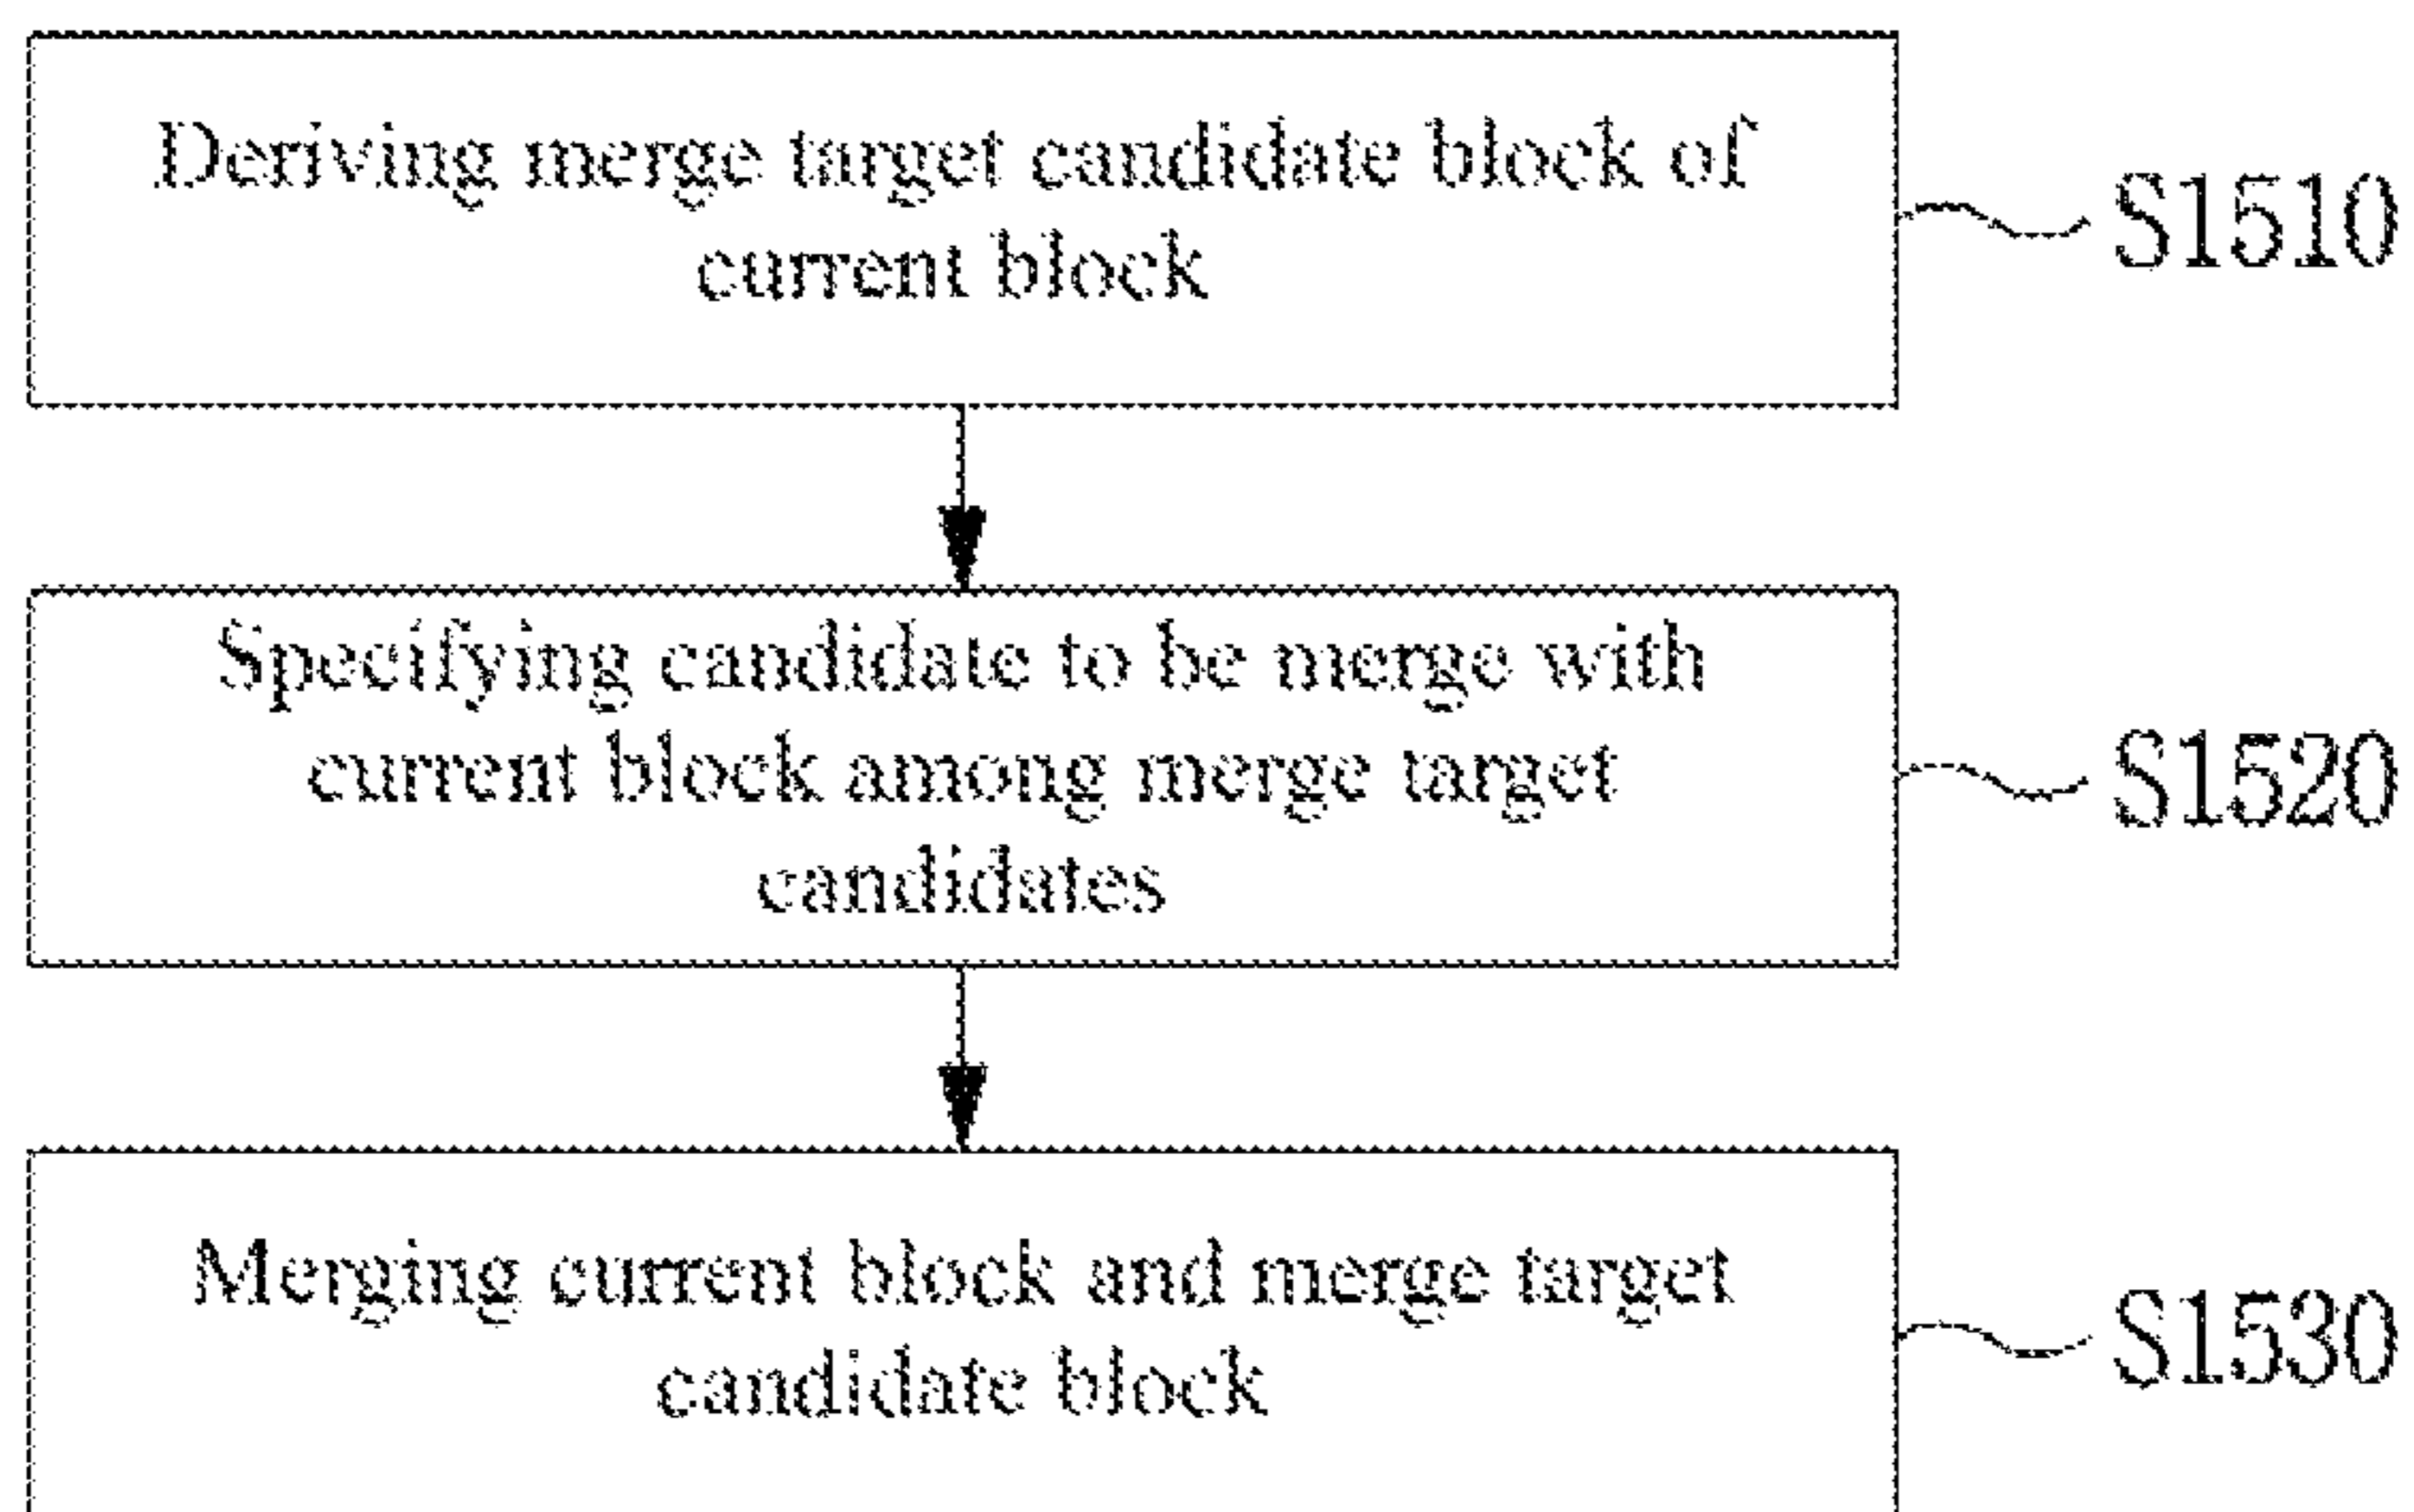 Deriving merge target candidate block of
current block
S1510
Specifying candidate to be merge with
current block among merge target
candidates
S1520
Merging current block and merge target
candidate block
S1530